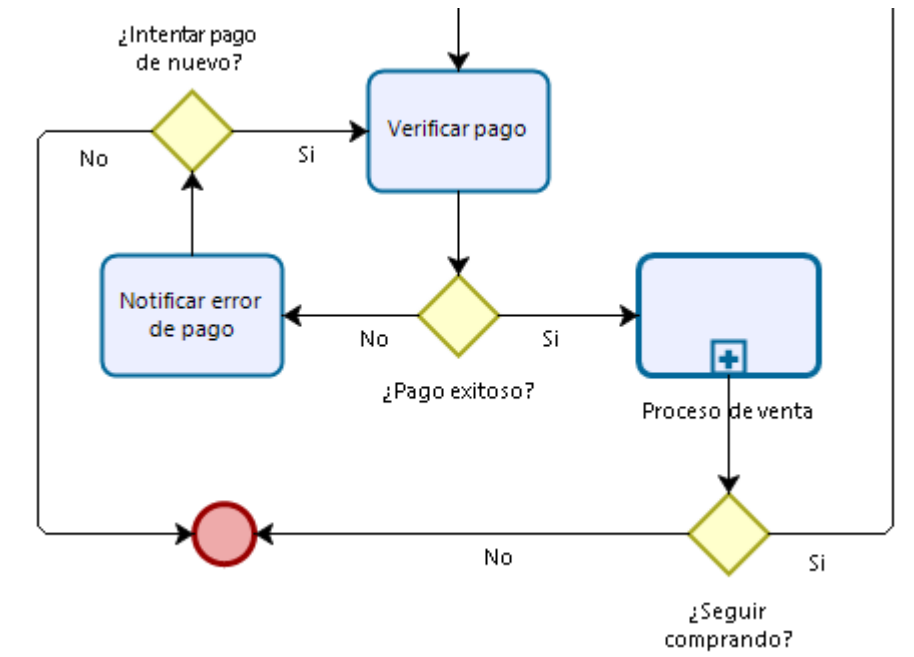 ¿Intentar pago
de nuevo?
Verificar pago
No
Si
Notificar error
de pago
No
Si
¿Pago exitoso?
Proceso de venta
No
Si
¿Seguir
comprando?